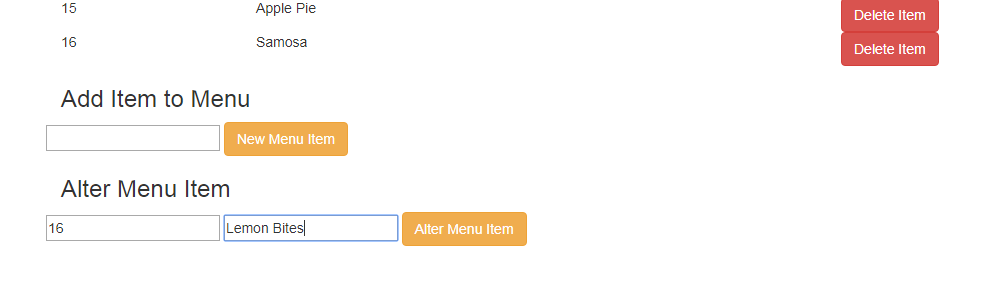 15 Apple Pie Delete Item
16 Samosa Delete Item
Add Item to Menu
New Menu Item
Alter Menu Item
16 Lemon Bites Alter Menu Item